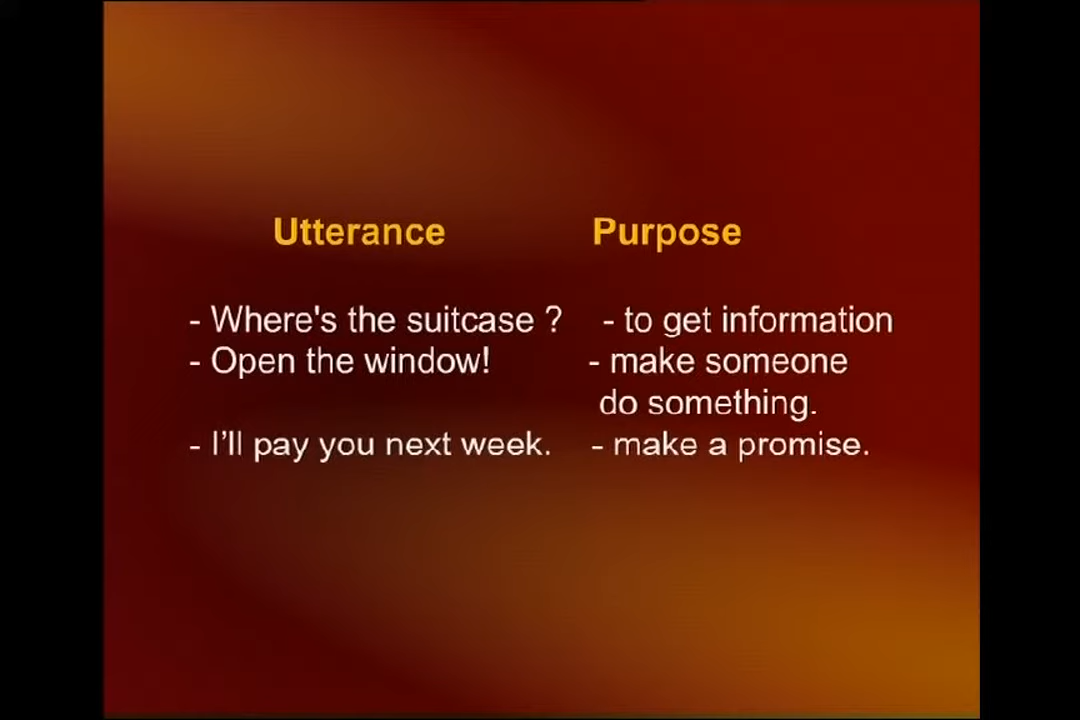 Utterance Purpose
- Where's the suitcase ? - to get information
- Open the window! - make someone
do something.
- I’ll pay you next week. - make a promise.